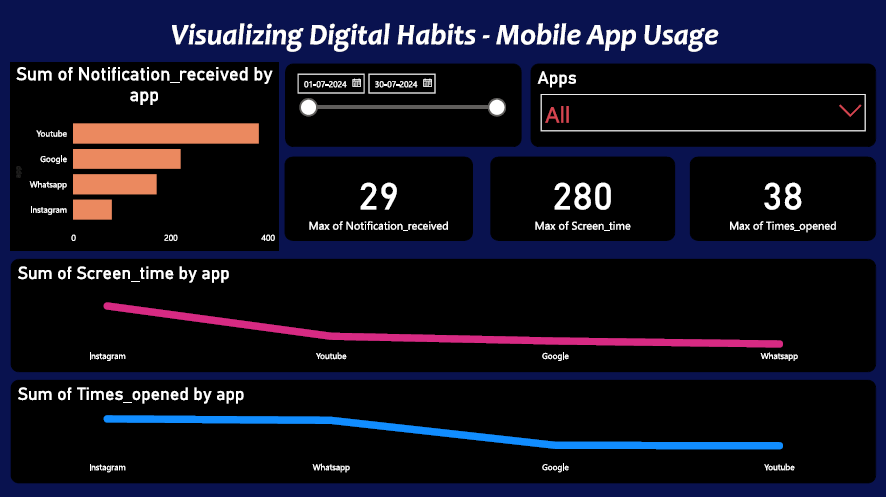 Visualizing Digital Habits - Mobile App Usage
Sum of Notification_received by
app
app
Youtube
Google
Whatsapp
Instagram
0 200 400
01-07-2024 30-07-2024
Apps
All
29
Max of Notification_received
280
Max of Screen_time
38
Max of Times_opened
Sum of Screen_time by app
Instagram Youtube Google Whatsapp
Sum of Times_opened by app
Instagram Whatsapp Google Youtube